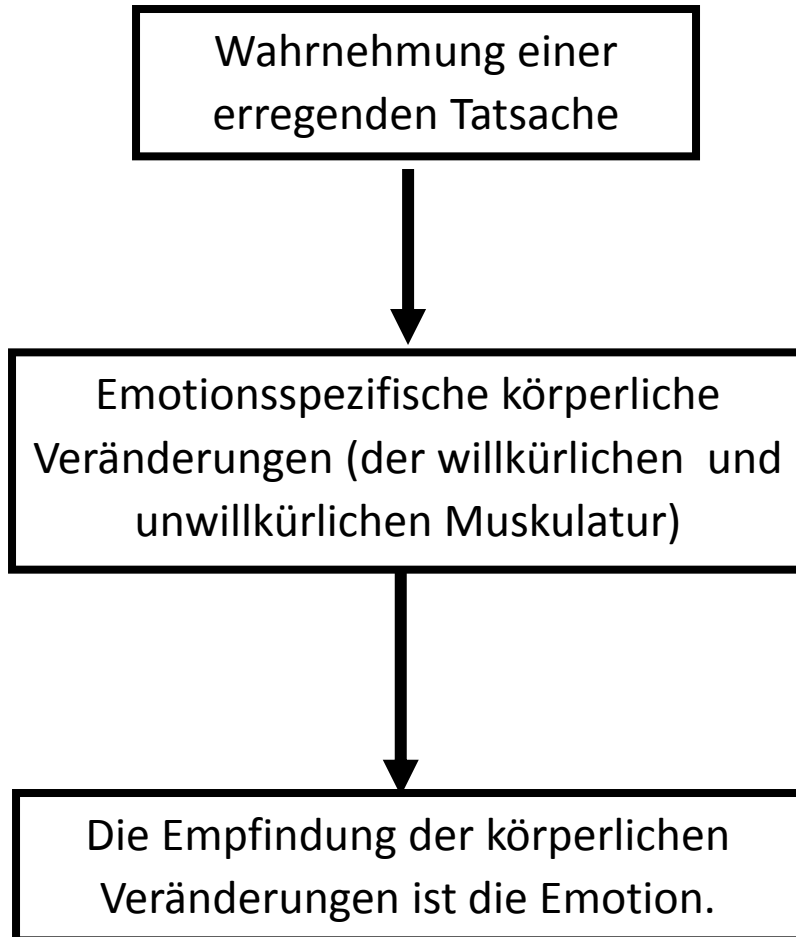 Wahrnehmung einer
erregenden Tatsache
Emotionsspezifische körperliche
Veränderungen (der willkürlichen und
unwillkürlichen Muskulatur)
Die Empfindung der körperlichen
Veränderungen ist die Emotion.